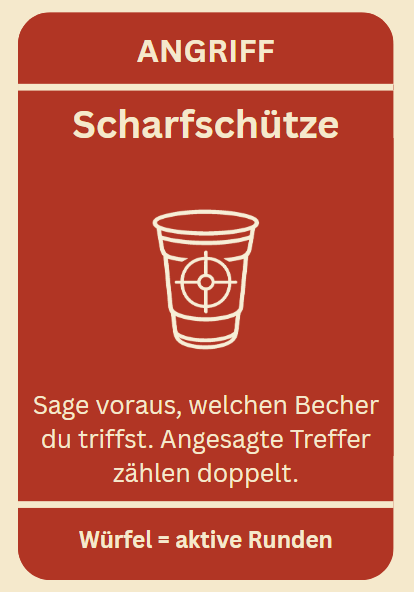 ANGRIFF
Scharfschütze
Sage voraus, welchen Becher
du triffst. Angesagte Treffer
zählen doppelt.
Würfel = aktive Runden